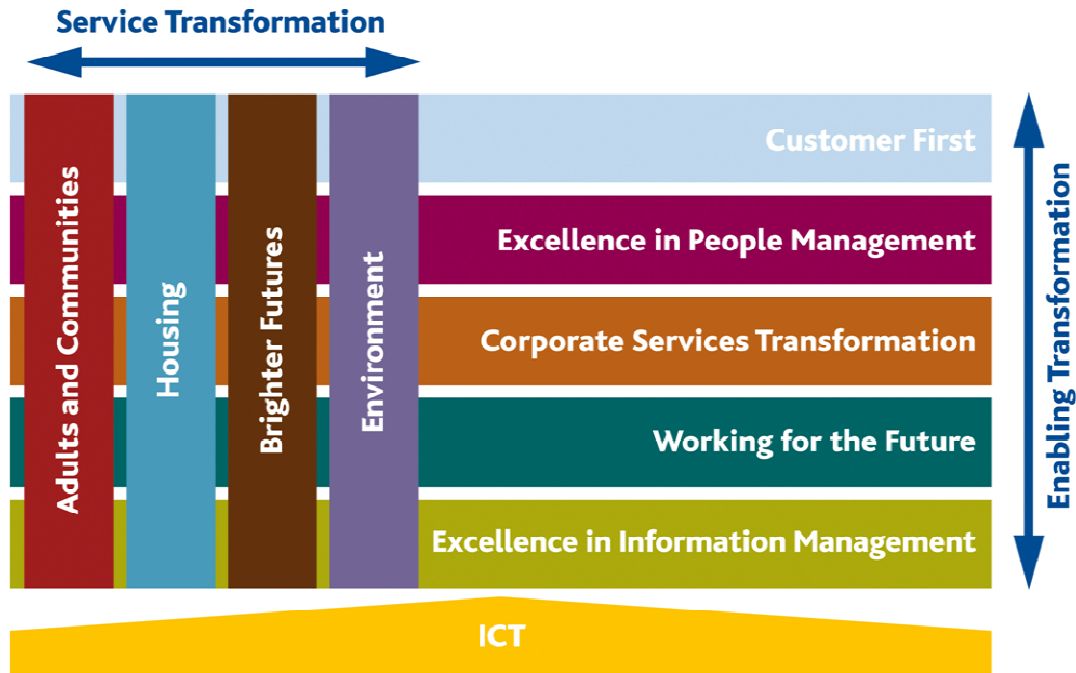 Service Transformation
Adults and Communities
Housing
Brighter Futures
Environment
Customer First
Excellence in People Management
Corporate Services Transformation
Working for the Future
Excellence in Information Management
Enabling Transformation
ICT